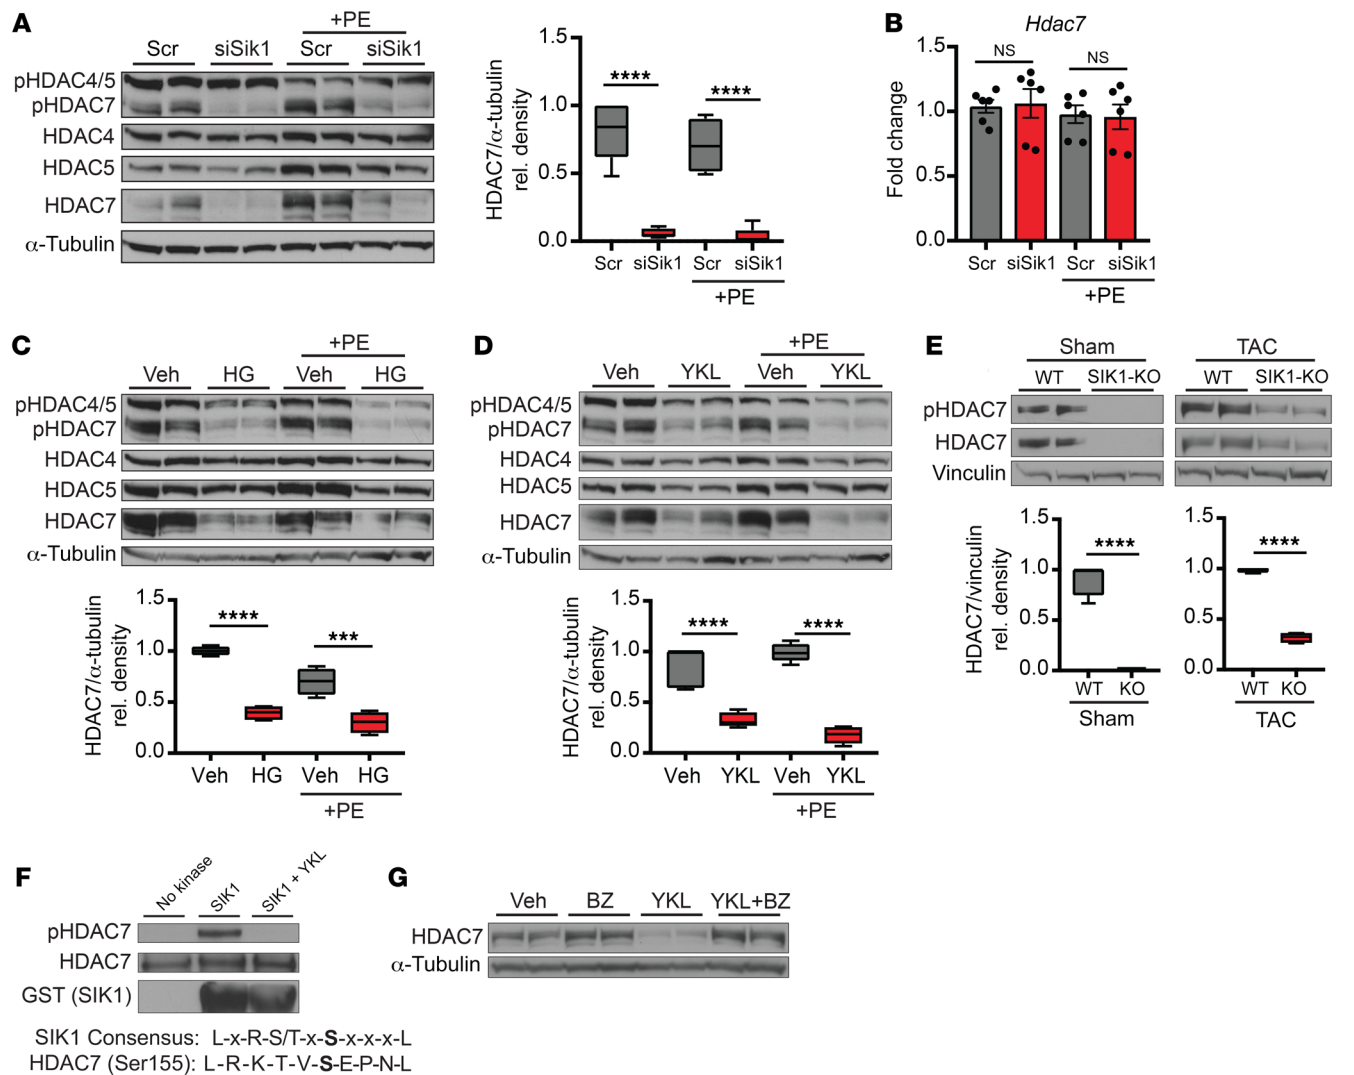 A
+PE
Scr siSik1 Scr siSik1
pHDAC4/5
pHDAC7
HDAC4
HDAC5
HDAC7
α-Tubulin
HDAC7/α-tubulin
rel. density
1.5
1.0
0.5
0.0
**** ****
Scr siSik1 Scr siSik1
+PE
B
Hdac7
Fold change
1.5
1.0
0.5
0.0
NS NS
Scr siSik1 Scr siSik1
+PE
C
+PE
Veh HG Veh HG
pHDAC4/5
pHDAC7
HDAC4
HDAC5
HDAC7
α-Tubulin
HDAC7/α-tubulin
rel. density
1.5
1.0
0.5
0.0
**** ***
Veh HG Veh HG
+PE
D
+PE
Veh YKL Veh YKL
pHDAC4/5
pHDAC7
HDAC4
HDAC5
HDAC7
α-Tubulin
HDAC7/α-tubulin
rel. density
1.5
1.0
0.5
0.0
**** ****
Veh YKL Veh YKL
+PE
E
Sham TAC
WT SIK1-KO WT SIK1-KO
pHDAC7
HDAC7
Vinculin
HDAC7/vinculin
rel. density
1.5
1.0
0.5
0.0
****
WT KO
Sham
1.5
1.0
0.5
0.0
****
WT KO
TAC
F
No kinase SIK1 SIK1 + YKL
pHDAC7
HDAC7
GST (SIK1)
SIK1 Consensus: L-x-R-S/T-x-S-x-x-x-L
HDAC7 (Ser155): L-R-K-T-V-S-E-P-N-L
G
Veh BZ YKL YKL+BZ
HDAC7
α-Tubulin